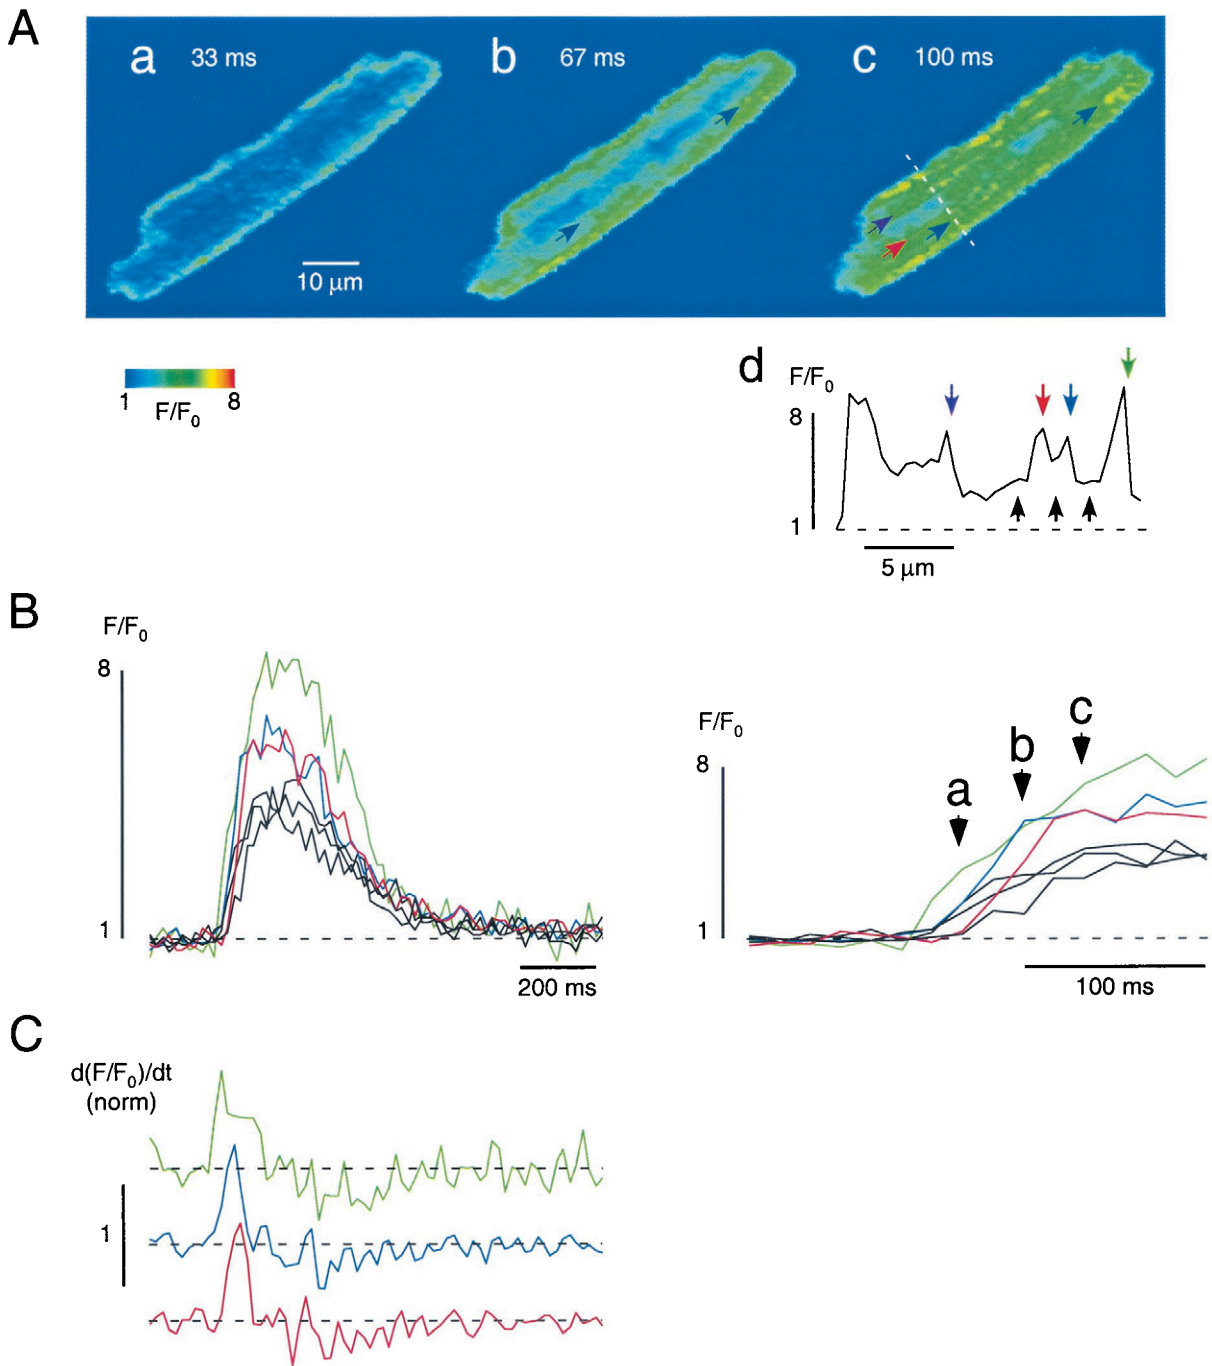 A
a 33 ms b 67 ms c 100 ms
10 μm
1 8
F/F0
d
F/F0
8
1
5 μm
B
F/F0
8
1
200 ms
F/F0
8
1
a b c
100 ms
C
d(F/F0)/dt
(norm)
1